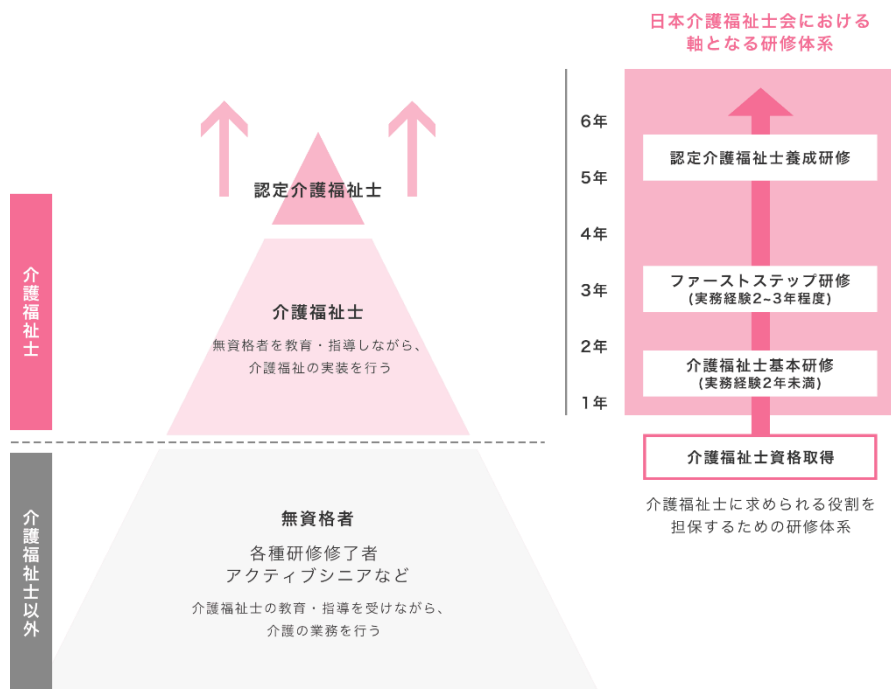 介護福祉士
介護福祉士以外
認定介護福祉士
介護福祉士
無資格者を教育・指導しながら、
介護福祉の実装を行う
無資格者
各種研修修了者
アクティブシニアなど
介護福祉士の教育・指導を受けながら、
介護の業務を行う
日本介護福祉士会における
軸となる研修体系
6年
5年
4年
3年
2年
1年
認定介護福祉士養成研修
ファーストステップ研修
(実務経験2~3年程度)
介護福祉士基本研修
(実務経験2年未満)
介護福祉士資格取得
介護福祉士に求められる役割を
担保するための研修体系